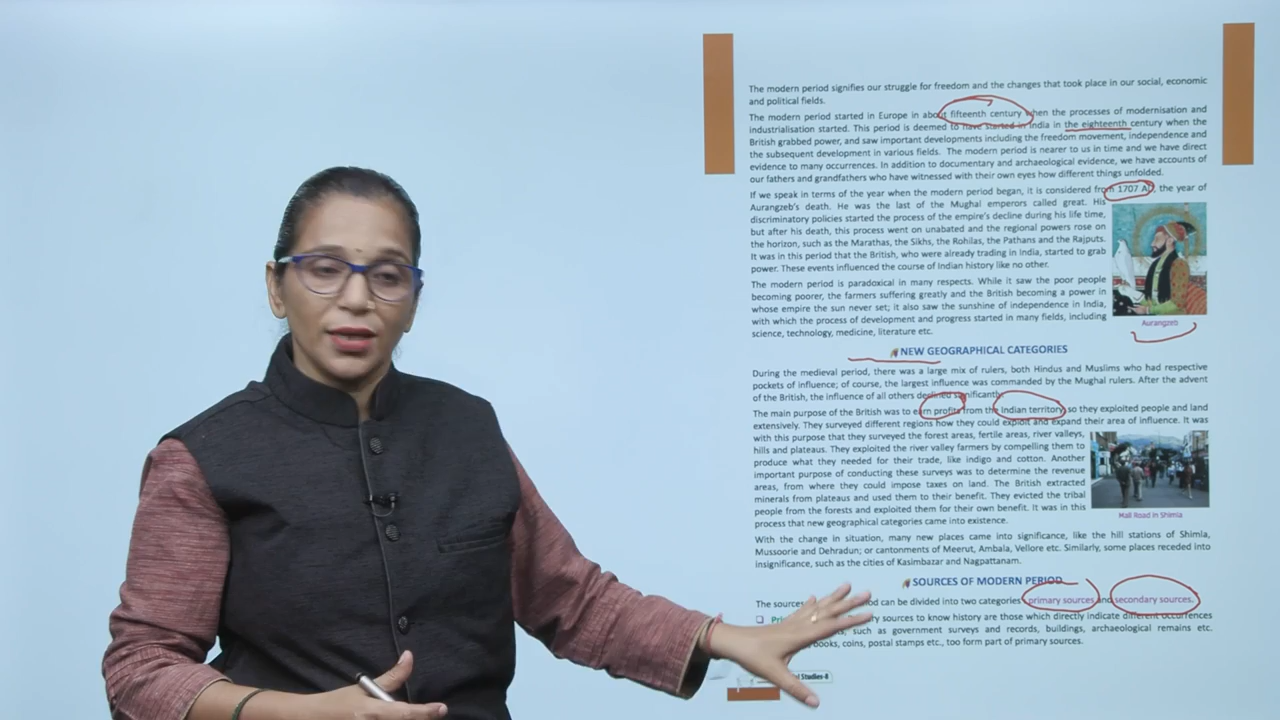 The modern period signifies our struggle for freedom and the changes that took place in our social, economic
and political fields.
The modern period started in Europe in about fifteenth century when the processes of modernisation and
industrialisation started. This period is deemed to have started in India in the eighteenth century when the
British grabbed power, and saw important developments including the freedom movement, independence and
the subsequent development in various fields. The modern period is nearer to us in time and we have direct
evidence to many occurrences. In addition to documentary and archaeological evidence, we have accounts of
our fathers and grandfathers who have witnessed with their own eyes how different things unfolded.
If we speak in terms of the year when the modern period began, it is considered from 1707 AD, the year of
Aurangzeb's death. He was the last of the Mughal emperors called great. His
discriminatory policies started the process of the empire's decline during his life time,
but after his death, this process went on unabated and the regional powers rose on
the horizon, such as the Marathas, the Sikhs, the Rohilas, the Pathans and the Rajputs.
It was in this period that the British, who were already trading in India, started to grab
power. These events influenced the course of Indian history like no other.
The modern period is paradoxical in many respects. While it saw the poor people
becoming poorer, the farmers suffering greatly and the British becoming a power in
whose empire the sun never set; it also saw the sunshine of independence in India,
with which the process of development and progress started in many fields, including
science, technology, medicine, literature etc.
Aurangzeb
NEW GEOGRAPHICAL CATEGORIES
During the medieval period, there was a large mix of rulers, both Hindus and Muslims who had respective
pockets of influence; of course, the largest influence was commanded by the Mughal rulers. After the advent
of the British, the influence of all others declined significantly.
The main purpose of the British was to earn profits from the Indian territory so they exploited people and land
extensively. They surveyed different regions how they could exploit and expand their area of influence. It was
with this purpose that they surveyed the forest areas, fertile areas, river valleys,
hills and plateaus. They exploited the river valley farmers by compelling them to
produce what they needed for their trade, like indigo and cotton. Another
important purpose of conducting these surveys was to determine the revenue
areas, from where they could impose taxes on land. The British extracted
minerals from plateaus and used them to their benefit. They evicted the tribal
people from the forests and exploited them for their own benefit. It was in this
process that new geographical categories came into existence.
Mall Road in Shimla
With the change in situation, many new places came into significance, like the hill stations of Shimla,
Mussoorie and Dehradun; or cantonments of Meerut, Ambala, Vellore etc. Similarly, some places receded into
insignificance, such as the cities of Kasimbazar and Nagpattanam.
SOURCES OF MODERN PERIOD
The sources can be divided into two categories primary sources and secondary sources.
sources to know history are those which directly indicate different occurrences
such as government surveys and records, buildings, archaeological remains etc.
books, coins, postal stamps etc., too form part of primary sources.
Studies-8